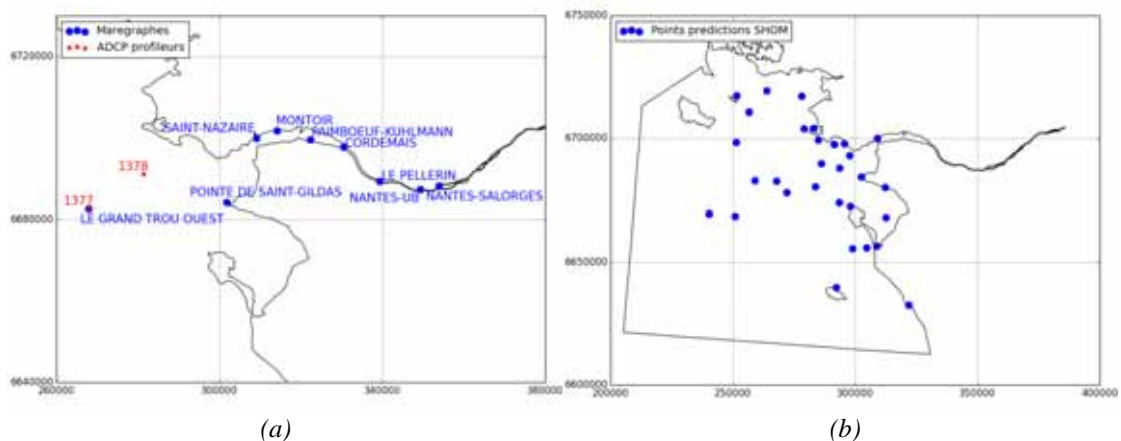 Maregraphes
ADCP profileurs
6720000
SAINT-NAZAIRE
MONTOIR
PAIMBOEUF-KUHLMANN
CORDEMAIS
1378
LE PELLERIN
POINTE DE SAINT-GILDAS
NANTES-UB
NANTES-SALORGES
1377
LE GRAND TROU OUEST
6680000
6640000
260000 300000 340000 380000
(a)
6750000
Points predictions SHOM
6700000
6650000
6600000
200000 250000 300000 350000 400000
(b)